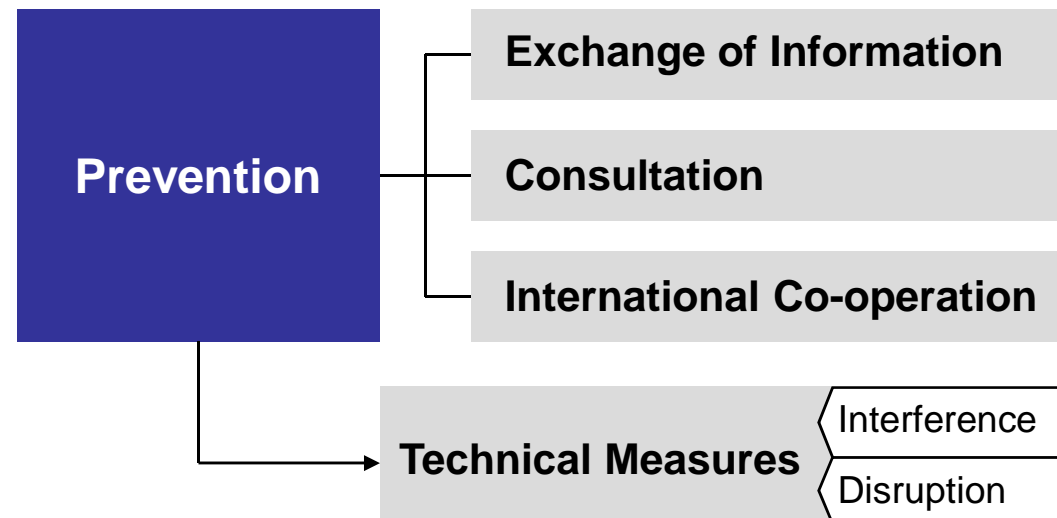 Prevention
Exchange of Information
Consultation
International Co-operation
Technical Measures
Interference
Disruption